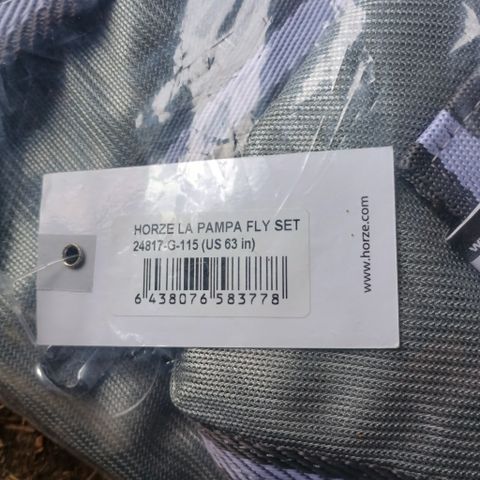 HORZE LA PAMPA FLY SET
24817-G-115 (US 63 in)
6 438076 583778
www.horze.com